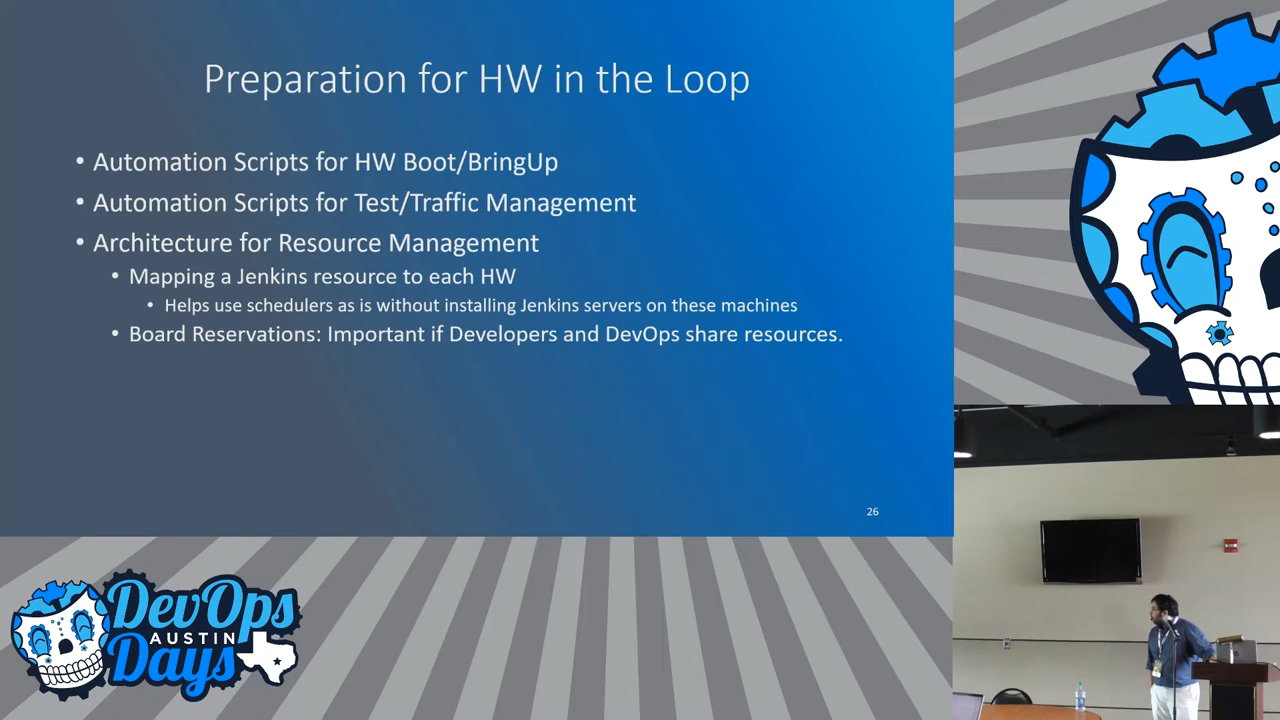 Preparation for HW in the Loop
• Automation Scripts for HW Boot/BringUp
• Automation Scripts for Test/Traffic Management
• Architecture for Resource Management
• Mapping a Jenkins resource to each HW
• Helps use schedulers as is without installing Jenkins servers on these machines
• Board Reservations: Important if Developers and DevOps share resources.
26
DevOps
AUSTIN
Days